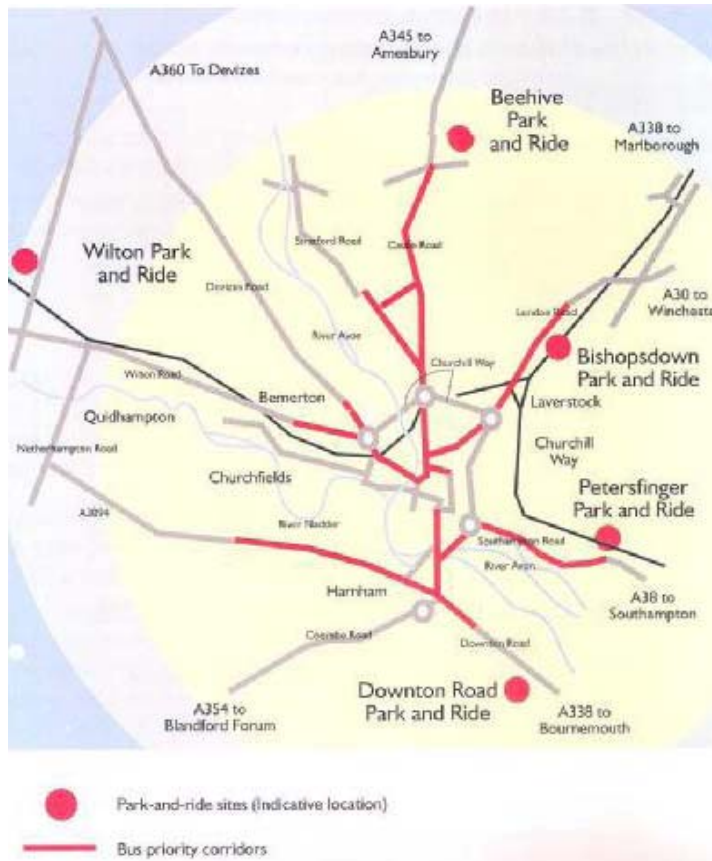 A345 to
Amesbury
A360 To Devizes
Beehive
Park
and Ride
A338 to
Marlborough
Wilton Park
and Ride
Stratford Road
Castle Road
Devizes Road
A30 to
Wincheste
London Road
River Avon
Churchill Way
Bishopsdown
Park and Ride
Wilton Road
Bemerton
Laverstock
Quidhampton
Churchill
Way
Netherhampton Road
Churchfields
Petersfinger
Park and Ride
A3094
River Nadder
Southampton Road
River Avon
Harnham
A38 to
Southampton
Coombe Road
Downton Road
Downton Road
Park and Ride
A354 to
Blandford Forum
A338 to
Bournemouth
Park-and-ride sites (Indicative location)
Bus priority corridors